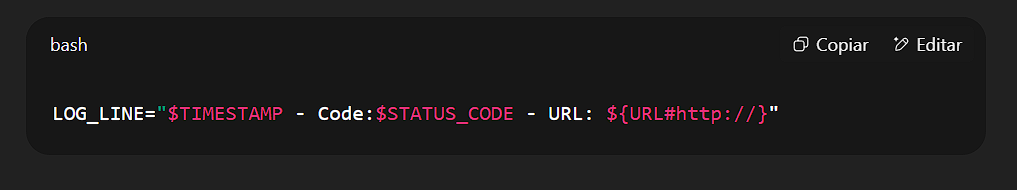 bash Copiar Editar
LOG_LINE="$TIMESTAMP - Code:$STATUS_CODE - URL: ${URL#http://}"